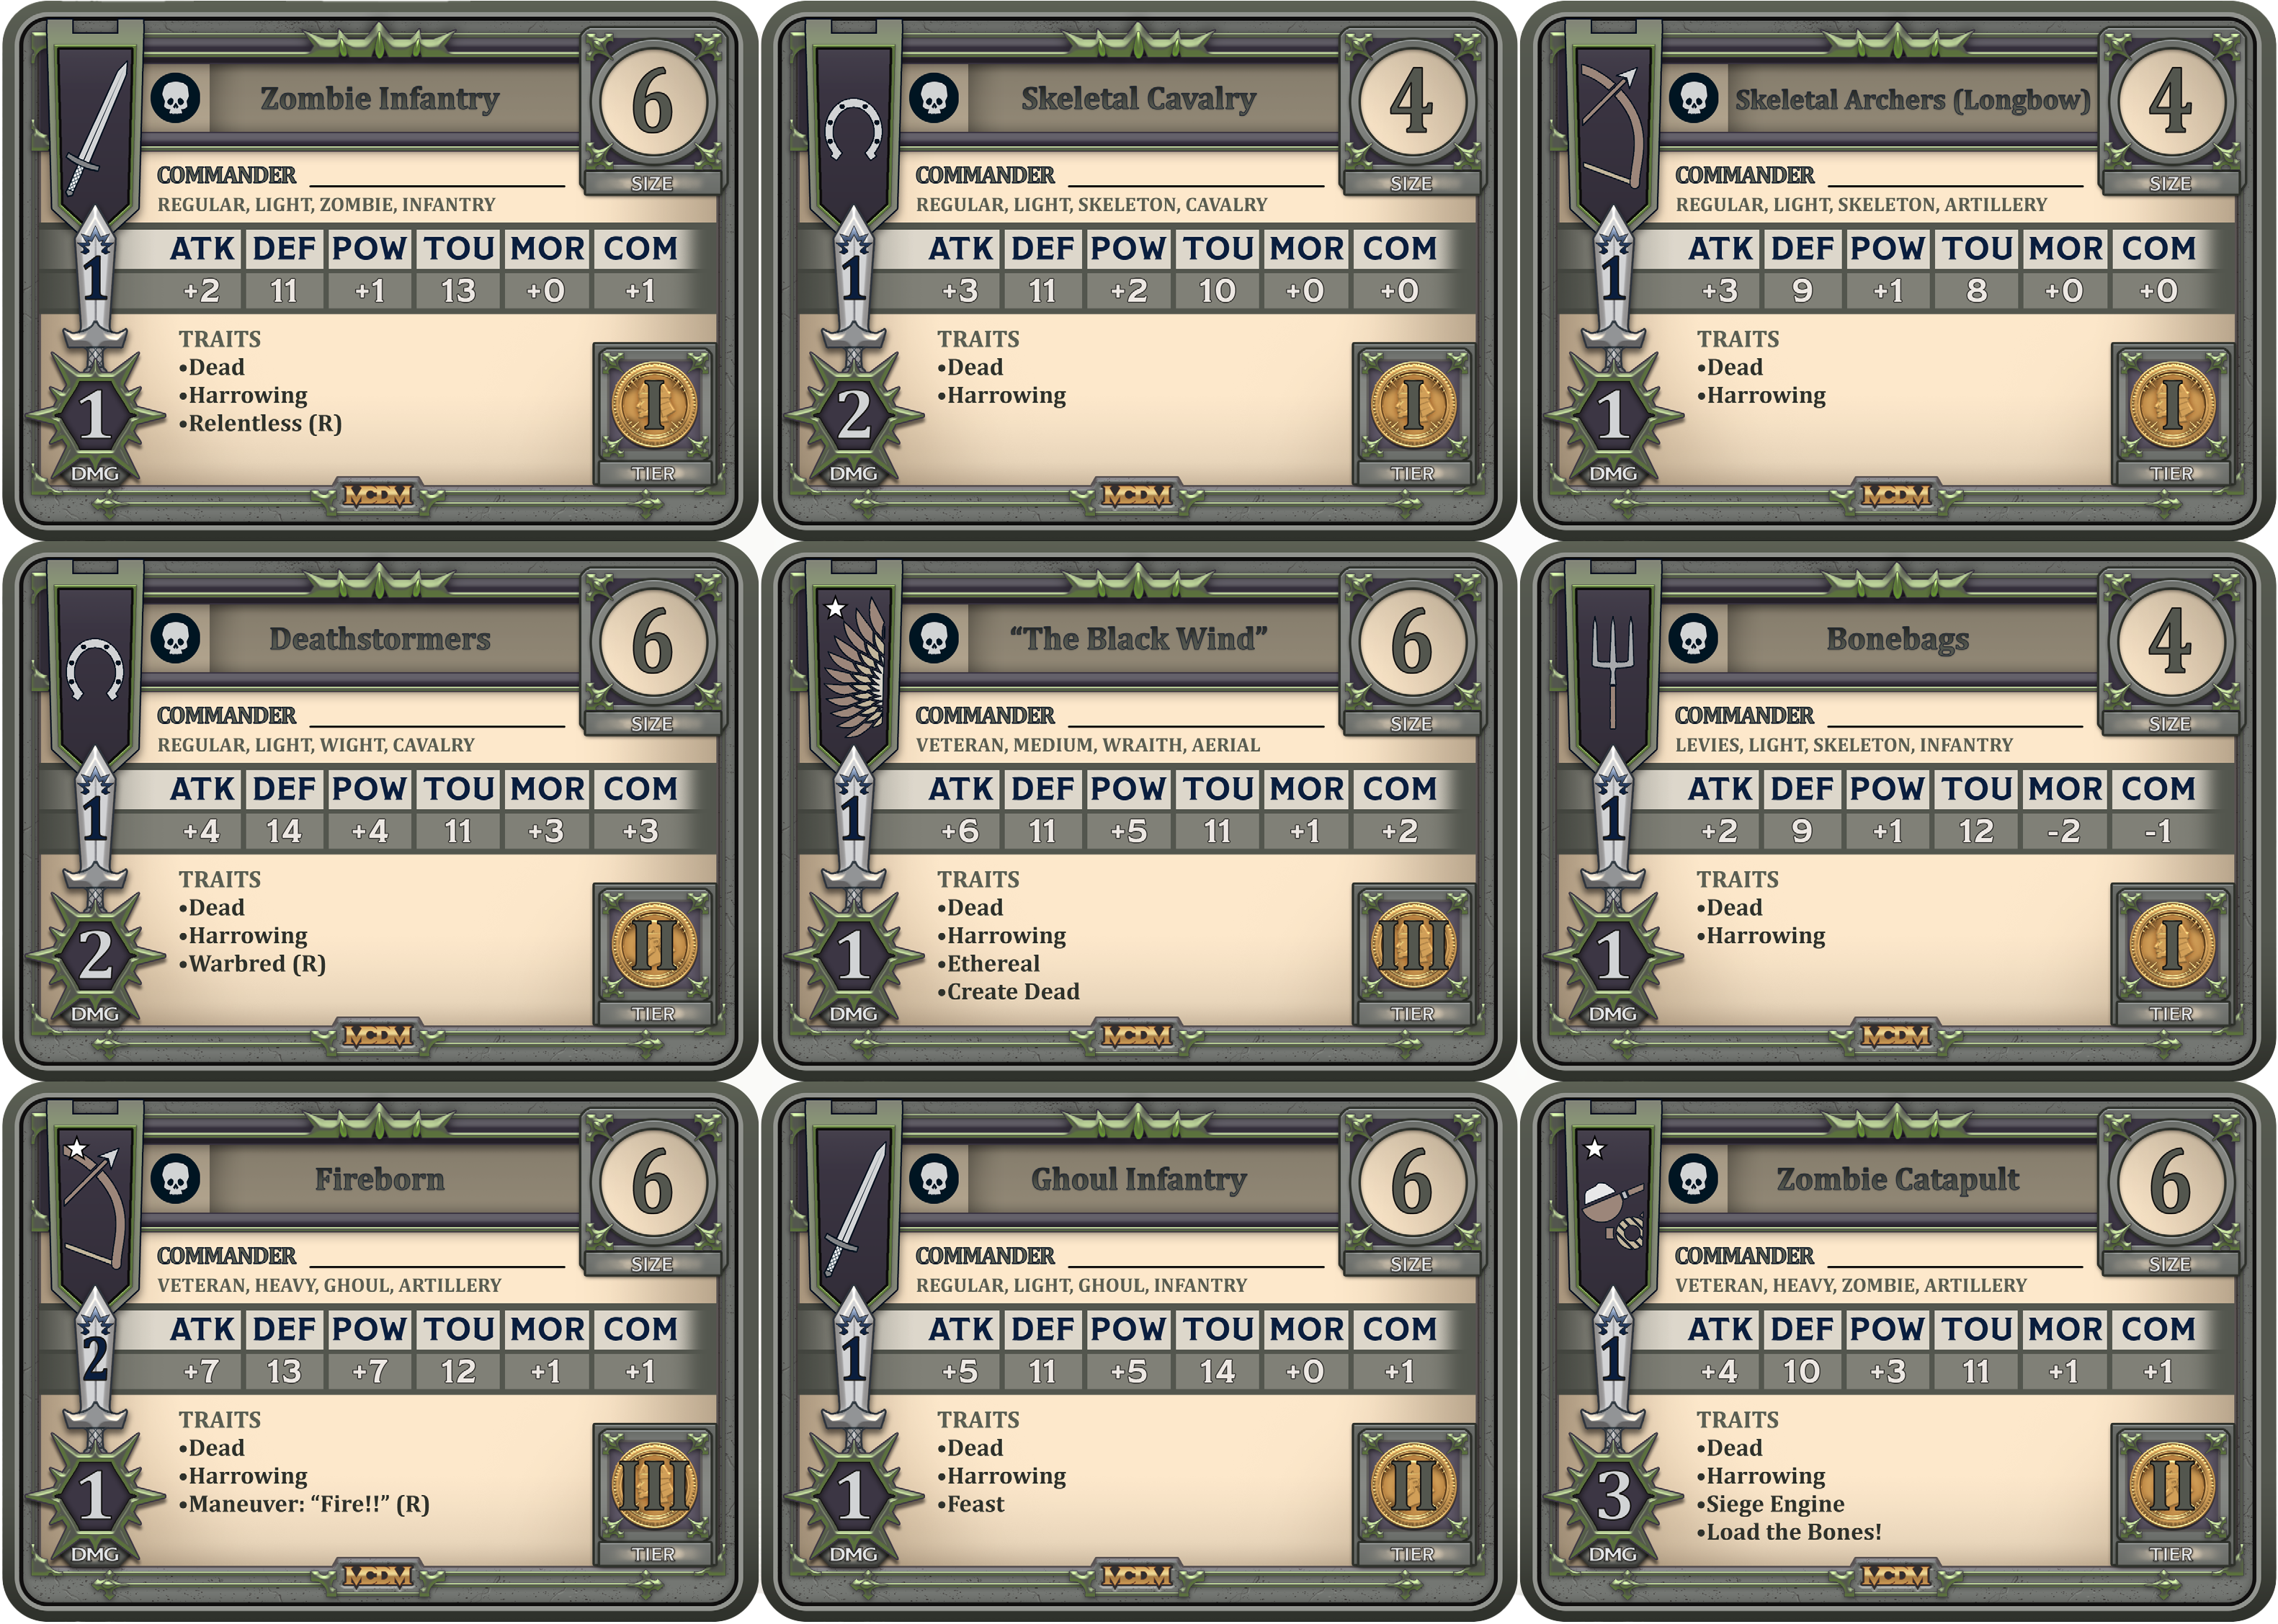 Zombie Infantry
6
SIZE
COMMANDER
REGULAR, LIGHT, ZOMBIE, INFANTRY
ATK DEF POW TOU MOR COM
1
+2 11 +1 13 +0 +1
TRAITS
•Dead
•Harrowing
•Relentless (R)
1
DMG
I
TIER
MCDM
Skeletal Cavalry
4
SIZE
COMMANDER
REGULAR, LIGHT, SKELETON, CAVALRY
ATK DEF POW TOU MOR COM
1
+3 11 +2 10 +0 +0
TRAITS
•Dead
•Harrowing
2
DMG
I
TIER
MCDM
Skeletal Archers (Longbow)
4
SIZE
COMMANDER
REGULAR, LIGHT, SKELETON, ARTILLERY
ATK DEF POW TOU MOR COM
1
+3 9 +1 8 +0 +0
TRAITS
•Dead
•Harrowing
1
DMG
I
TIER
MCDM
Deathstormers
6
SIZE
COMMANDER
REGULAR, LIGHT, WIGHT, CAVALRY
ATK DEF POW TOU MOR COM
1
+4 14 +4 11 +3 +3
TRAITS
•Dead
•Harrowing
•Warbred (R)
2
DMG
II
TIER
MCDM
“The Black Wind”
6
SIZE
COMMANDER
VETERAN, MEDIUM, WRAITH, AERIAL
ATK DEF POW TOU MOR COM
1
+6 11 +5 11 +1 +2
TRAITS
•Dead
•Harrowing
•Ethereal
•Create Dead
1
DMG
III
TIER
MCDM
Bonebags
4
SIZE
COMMANDER
LEVIES, LIGHT, SKELETON, INFANTRY
ATK DEF POW TOU MOR COM
1
+2 9 +1 12 -2 -1
TRAITS
•Dead
•Harrowing
1
DMG
I
TIER
MCDM
Fireborn
6
SIZE
COMMANDER
VETERAN, HEAVY, GHOUL, ARTILLERY
ATK DEF POW TOU MOR COM
2
+7 13 +7 12 +1 +1
TRAITS
•Dead
•Harrowing
•Maneuver: “Fire!!” (R)
1
DMG
III
TIER
MCDM
Ghoul Infantry
6
SIZE
COMMANDER
REGULAR, LIGHT, GHOUL, INFANTRY
ATK DEF POW TOU MOR COM
1
+5 11 +5 14 +0 +1
TRAITS
•Dead
•Harrowing
•Feast
1
DMG
II
TIER
MCDM
Zombie Catapult
6
SIZE
COMMANDER
VETERAN, HEAVY, ZOMBIE, ARTILLERY
ATK DEF POW TOU MOR COM
1
+4 10 +3 11 +1 +1
TRAITS
•Dead
•Harrowing
•Siege Engine
•Load the Bones!
3
DMG
II
TIER
MCDM